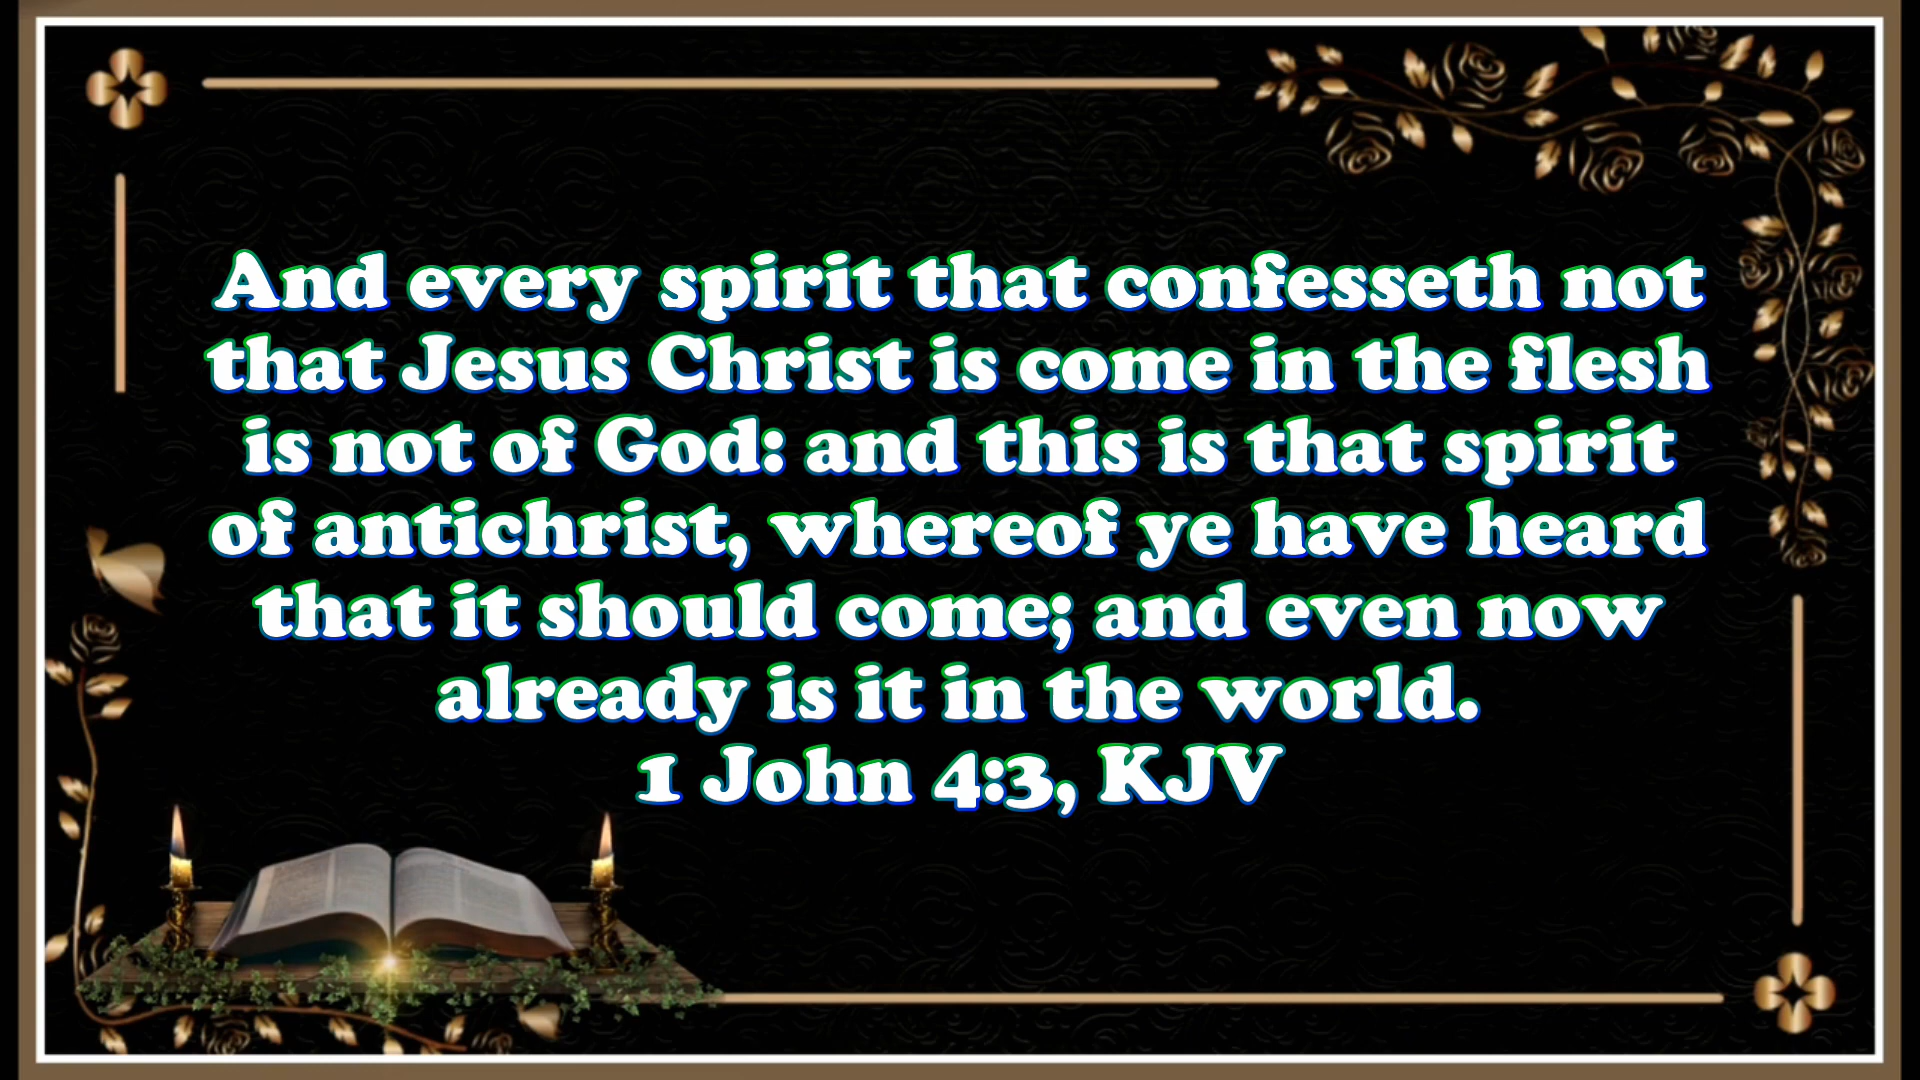 And every spirit that confesseth not
that Jesus Christ is come in the flesh
is not of God: and this is that spirit
of antichrist, whereof ye have heard
that it should come; and even now
already is it in the world.
1 John 4:3, KJV